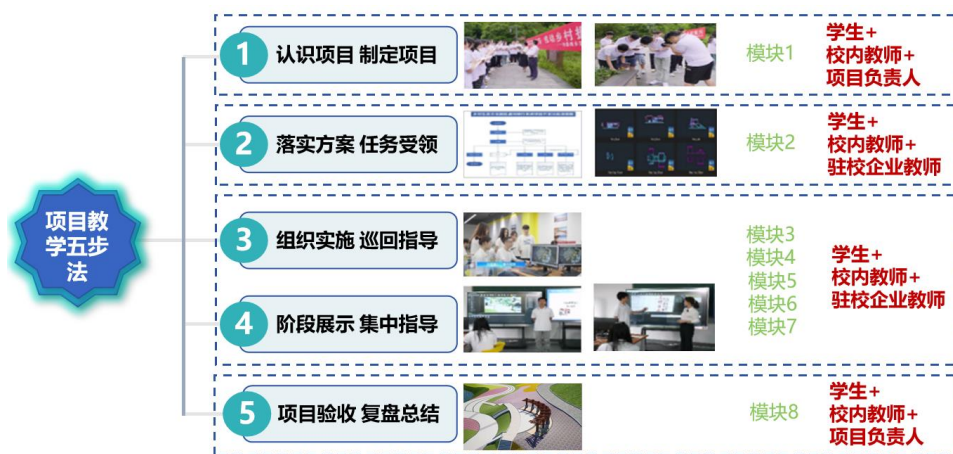 项目教
学五步
法
1 认识项目 制定项目
模块1
学生+
校内教师+
项目负责人
2 落实方案 任务受领
模块2
学生+
校内教师+
驻校企业教师
3 组织实施 巡回指导
4 阶段展示 集中指导
模块3
模块4
模块5
模块6
模块7
学生+
校内教师+
驻校企业教师
5 项目验收 复盘总结
模块8
学生+
校内教师+
项目负责人